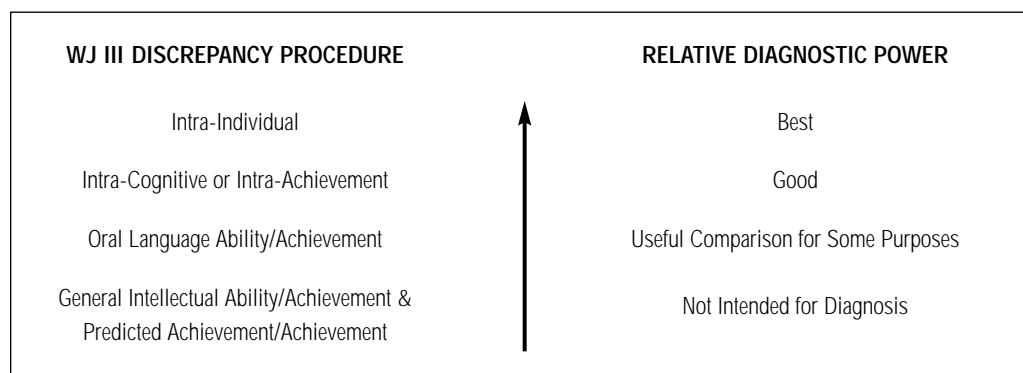 WJ III DISCREPANCY PROCEDURE
RELATIVE DIAGNOSTIC POWER
Intra-Individual
Best
Intra-Cognitive or Intra-Achievement
Good
Oral Language Ability/Achievement
Useful Comparison for Some Purposes
General Intellectual Ability/Achievement &
Predicted Achievement/Achievement
Not Intended for Diagnosis